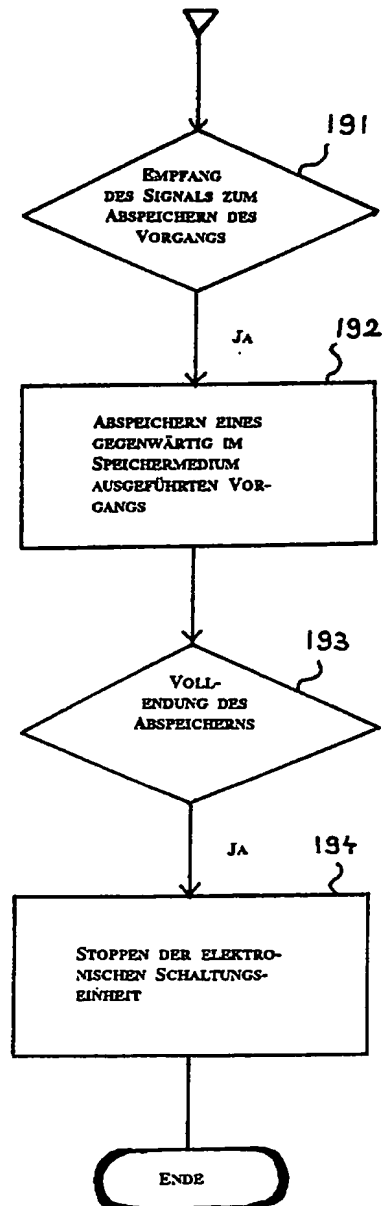 191
EMPFANG
DES SIGNALS ZUM
ABSPEICHERN DES
VORGANGS
JA
192
ABSPEICHERN EINES
GEGENWÄRTIG IM
SPEICHERMEDIUM
AUSGEFÜHRTEN VOR-
GANGS
193
VOLL-
ENDUNG DES
ABSPEICHERNS
JA
194
STOPPEN DER ELEKTRO-
NISCHEN SCHALTUNGS-
EINHEIT
ENDE